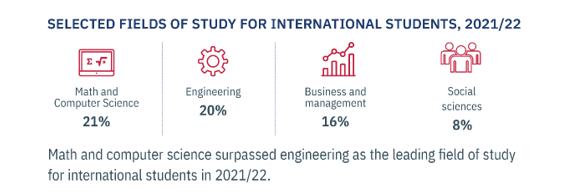 SELECTED FIELDS OF STUDY FOR INTERNATIONAL STUDENTS, 2021/22
Σ √x
Math and
Computer Science
21%
Engineering
20%
Business and
management
16%
Social
sciences
8%
Math and computer science surpassed engineering as the leading field of study
for international students in 2021/22.